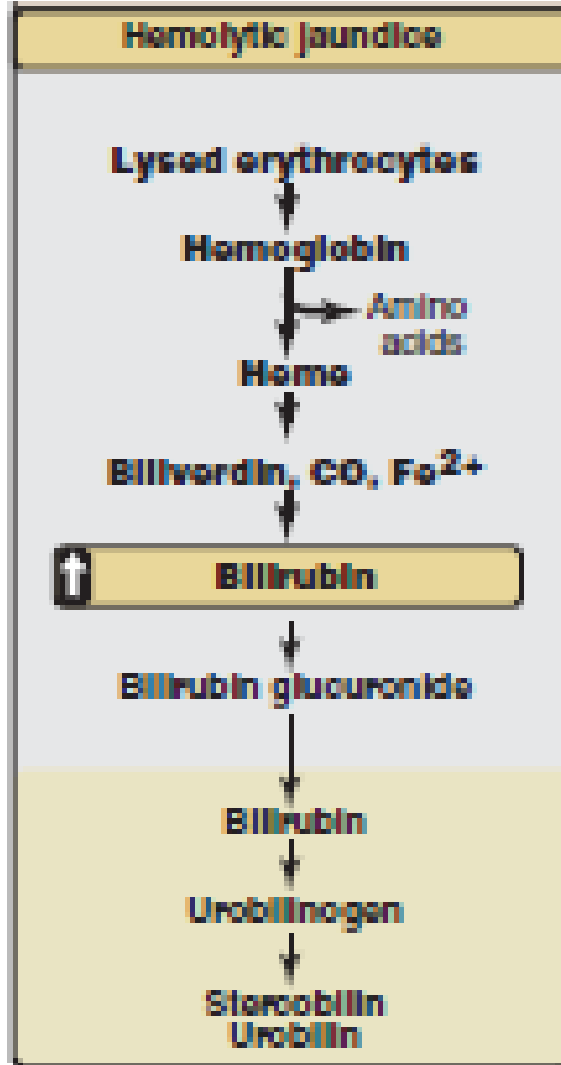 Hemolytic jaundice
Lysed erythrocytes
Hemoglobin
Amino
acids
Heme
Biliverdin, CO, Fe²⁺
Bilirubin
Bilirubin glucuronide
Bilirubin
Urobilinogen
Stercobilin
Urobilin